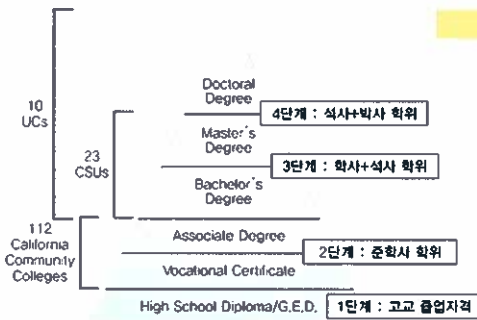 10
UCs
Doctoral
Degree
4단계 : 석사+박사 학위
23
CSUs
Master's
Degree
3단계 : 학사+석사 학위
Bachelor's
Degree
112
California
Community
Colleges
Associate Degree
2단계 : 준학사 학위
Vocational Certificate
High School Diploma/G.E.D.
1단계 : 고교 졸업자격